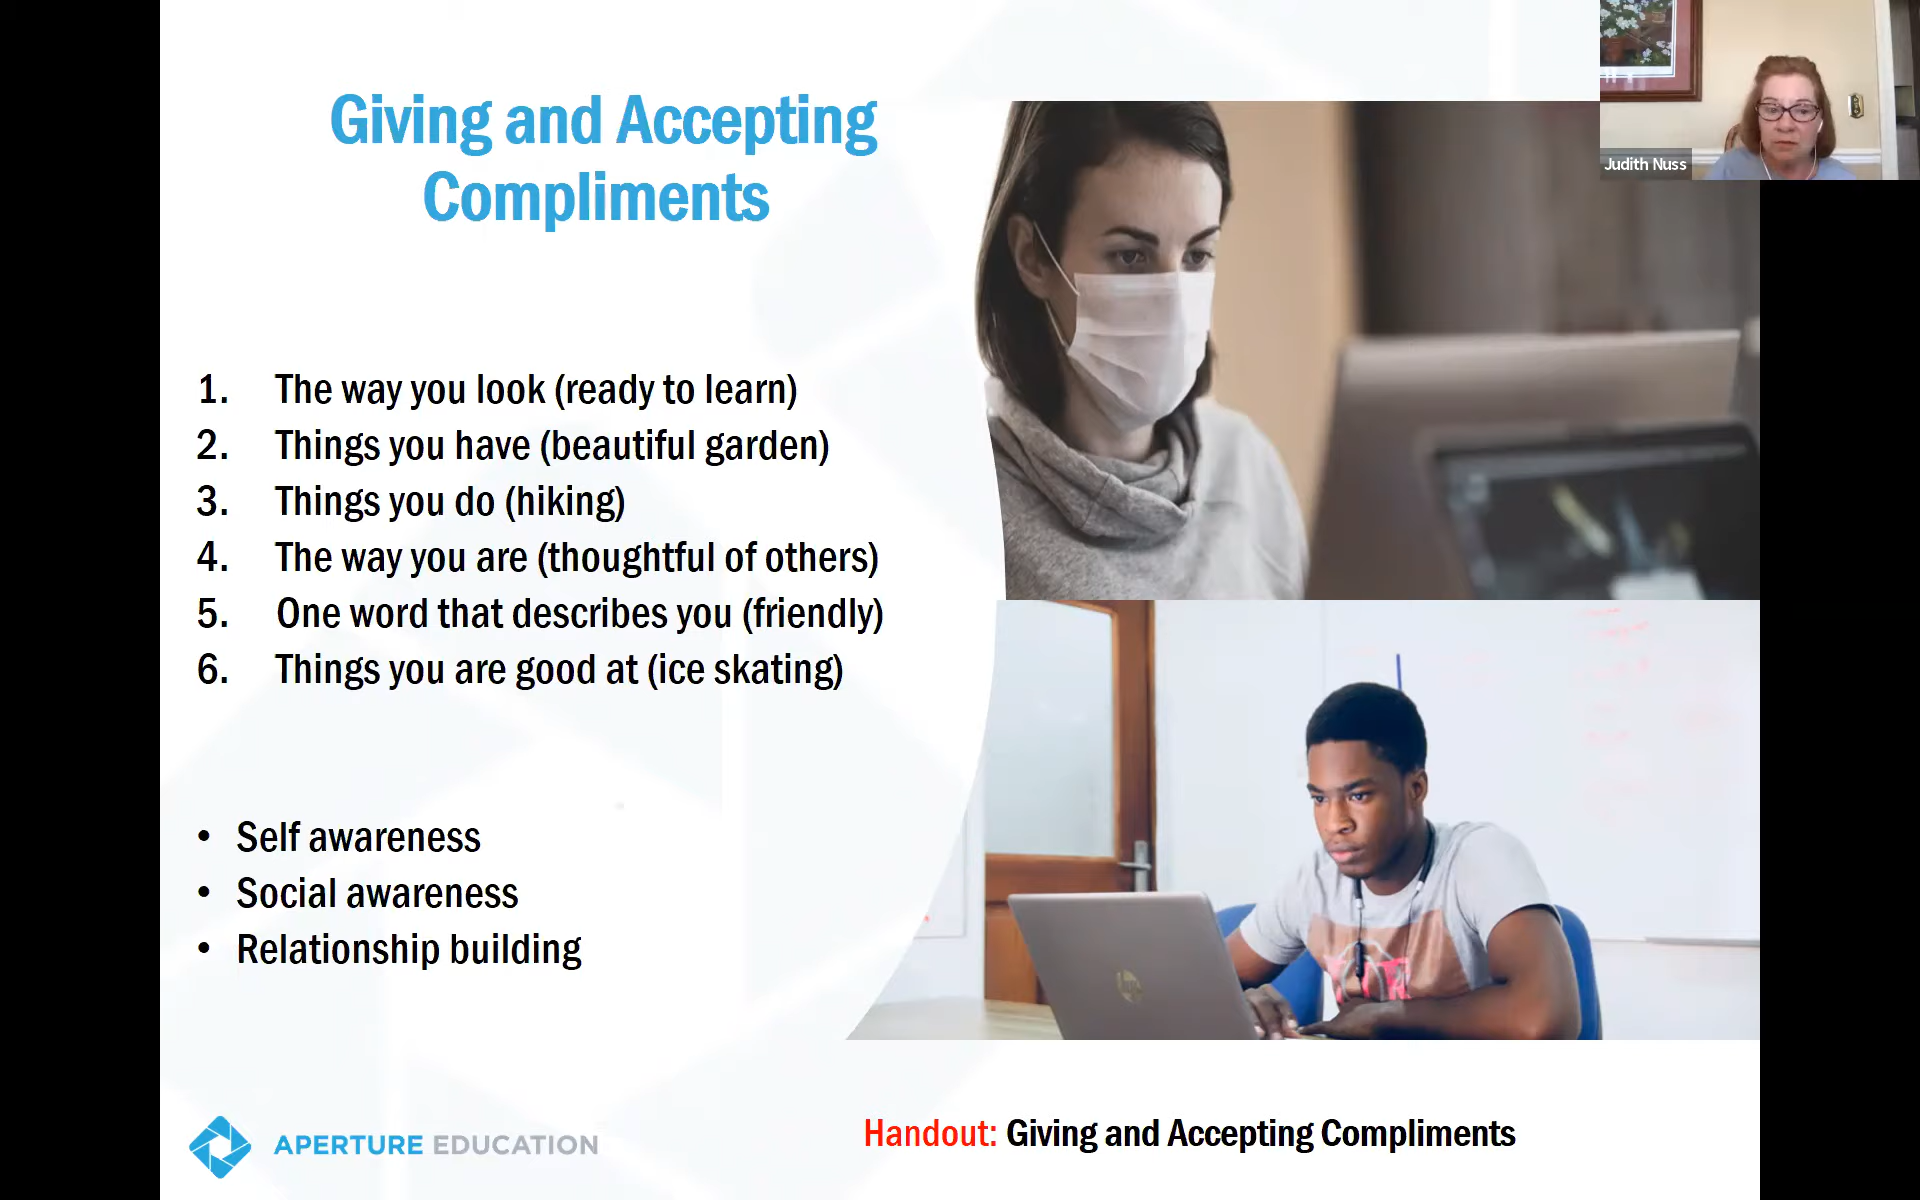 Giving and Accepting
Compliments
Judith Nuss
1. The way you look (ready to learn)
2. Things you have (beautiful garden)
3. Things you do (hiking)
4. The way you are (thoughtful of others)
5. One word that describes you (friendly)
6. Things you are good at (ice skating)
• Self awareness
• Social awareness
• Relationship building
hp
APERTURE EDUCATION
Handout: Giving and Accepting Compliments